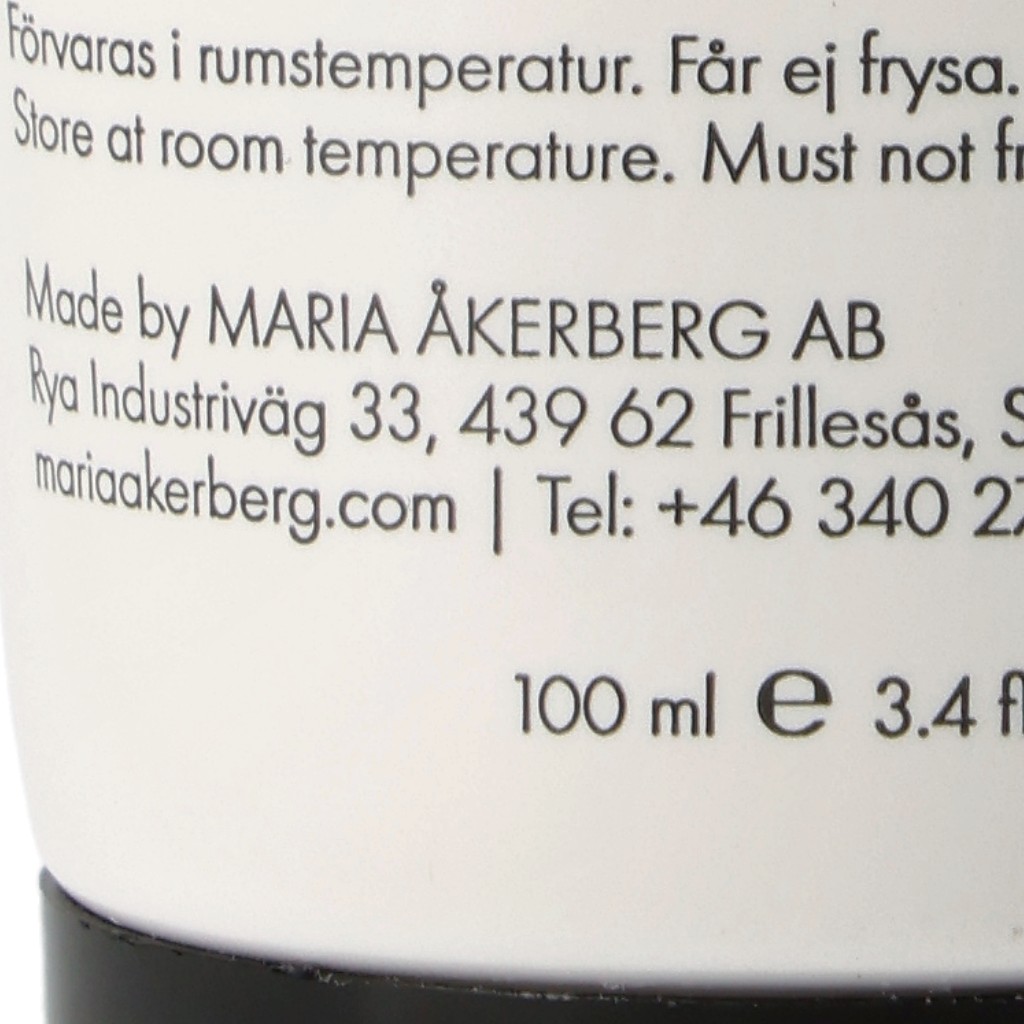 Förvaras i rumstemperatur. Får ej frysa.
Store at room temperature. Must not
Made by MARIA ÅKERBERG AB
Rya Industriväg 33, 439 62 Frillesås,
mariaakerberg.com | Tel: +46 340
100 ml e 3.4